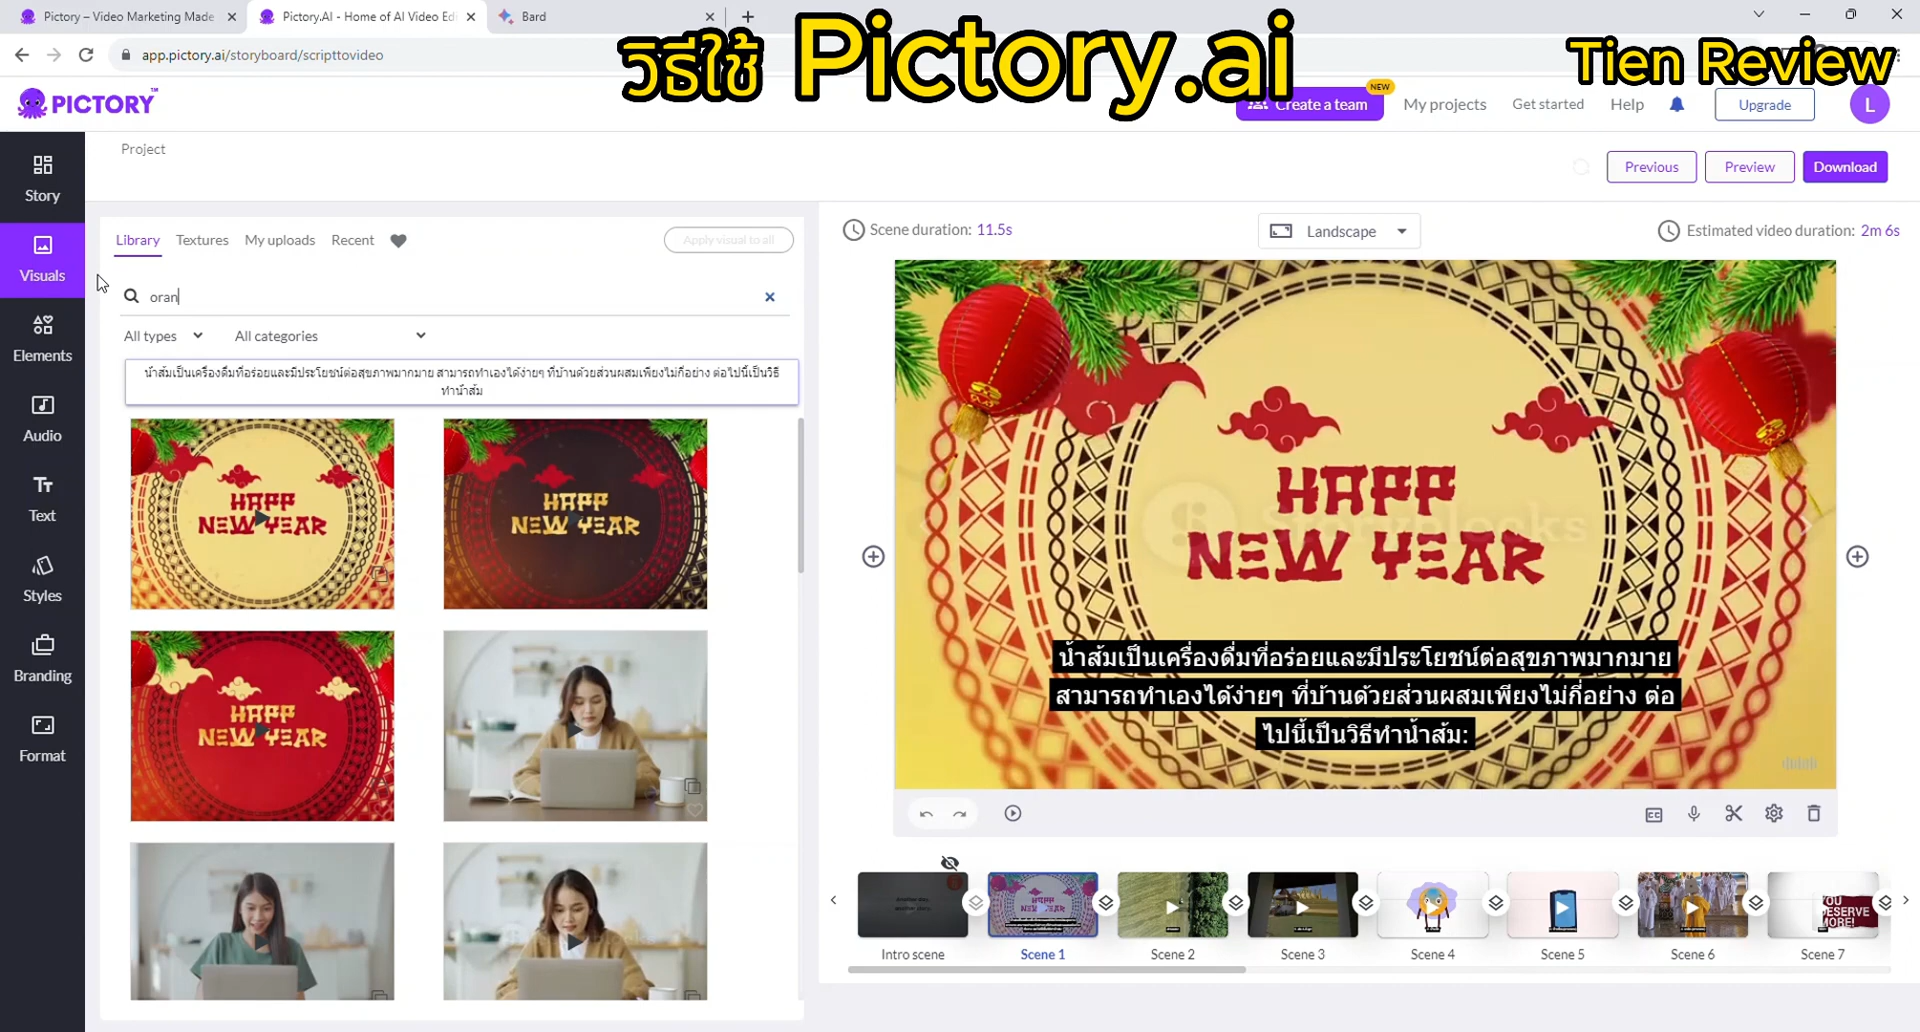 Pictory – Video Marketing Made
Pictory.AI - Home of AI Video Edi
Bard
app.pictory.ai/storyboard/scripttovideo
วิธีใช้ Pictory.ai
Tien Review
PICTORY
NEW
Create a team
My projects
Get started
Help
Upgrade
L
Project
Previous
Preview
Download
Story
Visuals
Elements
Audio
Text
Styles
Branding
Format
Library
Textures
My uploads
Recent
Apply visual to all
oran
All types
All categories
น้ำส้มเป็นเครื่องดื่มที่อร่อยและมีประโยชน์ต่อสุขภาพมากมาย สามารถทำเองได้ง่ายๆ ที่บ้านด้วยส่วนผสมเพียงไม่กี่อย่าง ต่อไปนี้เป็นวิธี
ทำน้ำส้ม
HAPP
NEW YEAR
HAPP
NEW YEAR
HAPP
NEW YEAR
Scene duration: 11.5s
Landscape
Estimated video duration: 2m 6s
HAPP
NEW YEAR
Storyblocks
น้ำส้มเป็นเครื่องดื่มที่อร่อยและมีประโยชน์ต่อสุขภาพมากมาย
สามารถทำเองได้ง่ายๆ ที่บ้านด้วยส่วนผสมเพียงไม่กี่อย่าง ต่อ
ไปนี้เป็นวิธีทำน้ำส้ม:
CC
YOU
DESERVE
MORE!
Intro scene
Scene 1
Scene 2
Scene 3
Scene 4
Scene 5
Scene 6
Scene 7